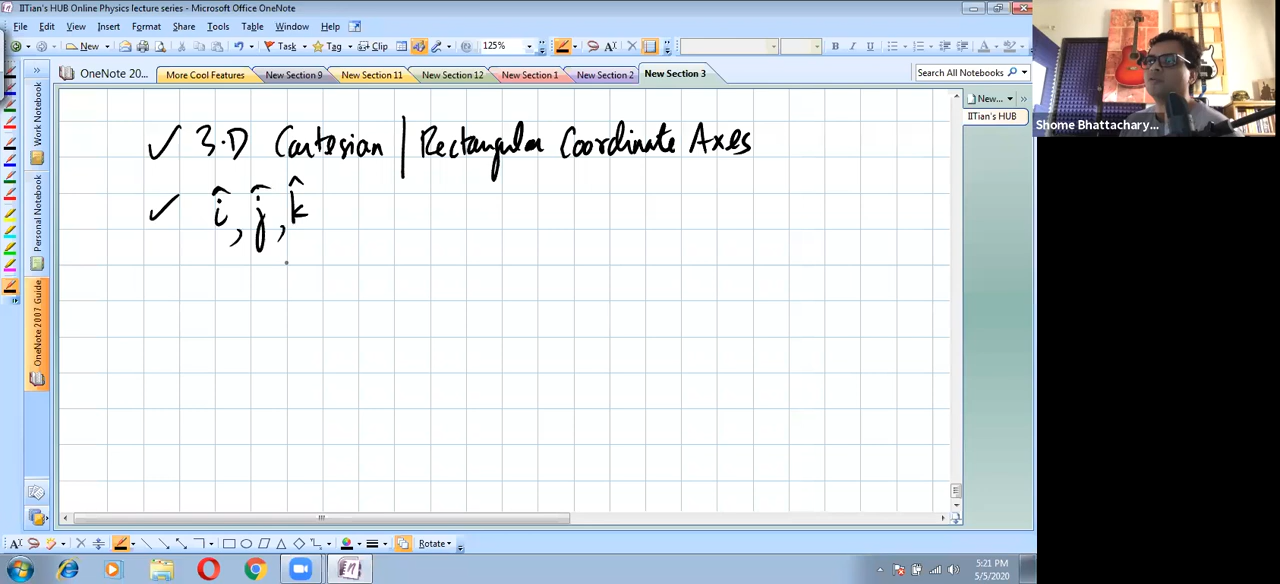 IITian's HUB Online Physics lecture series - Microsoft Office OneNote
File Edit View Insert Format Share Tools Table Window Help
New Task Tag Clip 125% B I U
OneNote 20... More Cool Features New Section 9 New Section 11 New Section 12 New Section 1 New Section 2 New Section 3 Search All Notebooks
New...
IITian's HUB
Work Notebook
Personal Notebook
OneNote 2007 Guide
Shome Bhattachary...
✓ 3-D Cartesian | Rectangular Coordinate Axes
✓ î, ĵ, k̂
Rotate
5:21 PM
5/5/2020